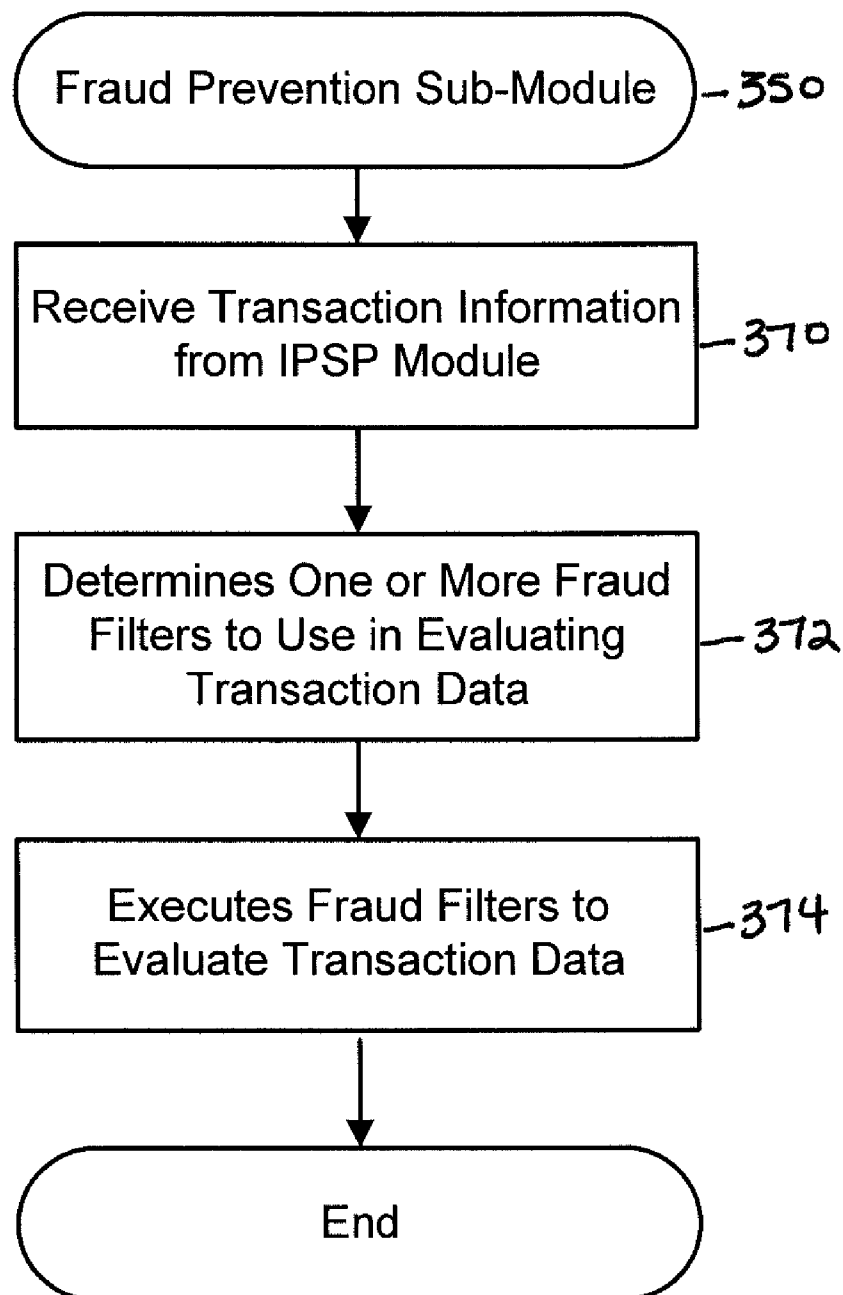 Fraud Prevention Sub-Module
350
Receive Transaction Information
from IPSP Module
370
Determines One or More Fraud
Filters to Use in Evaluating
Transaction Data
372
Executes Fraud Filters to
Evaluate Transaction Data
374
End